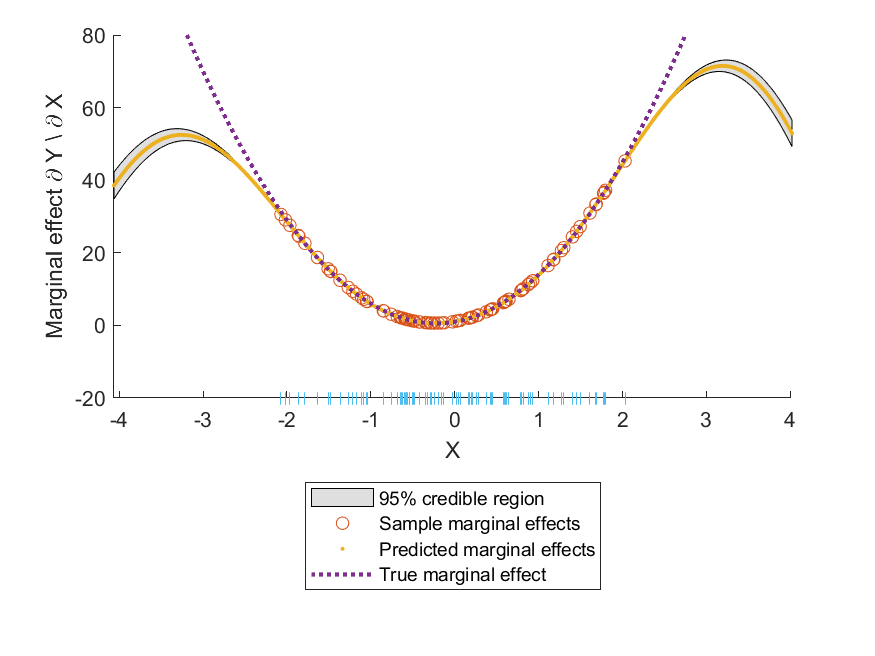 80
60
40
20
0
-20
Marginal effect ∂ Y \ ∂ X
-4 -3 -2 -1 0 1 2 3 4
X
95% credible region
Sample marginal effects
Predicted marginal effects
True marginal effect